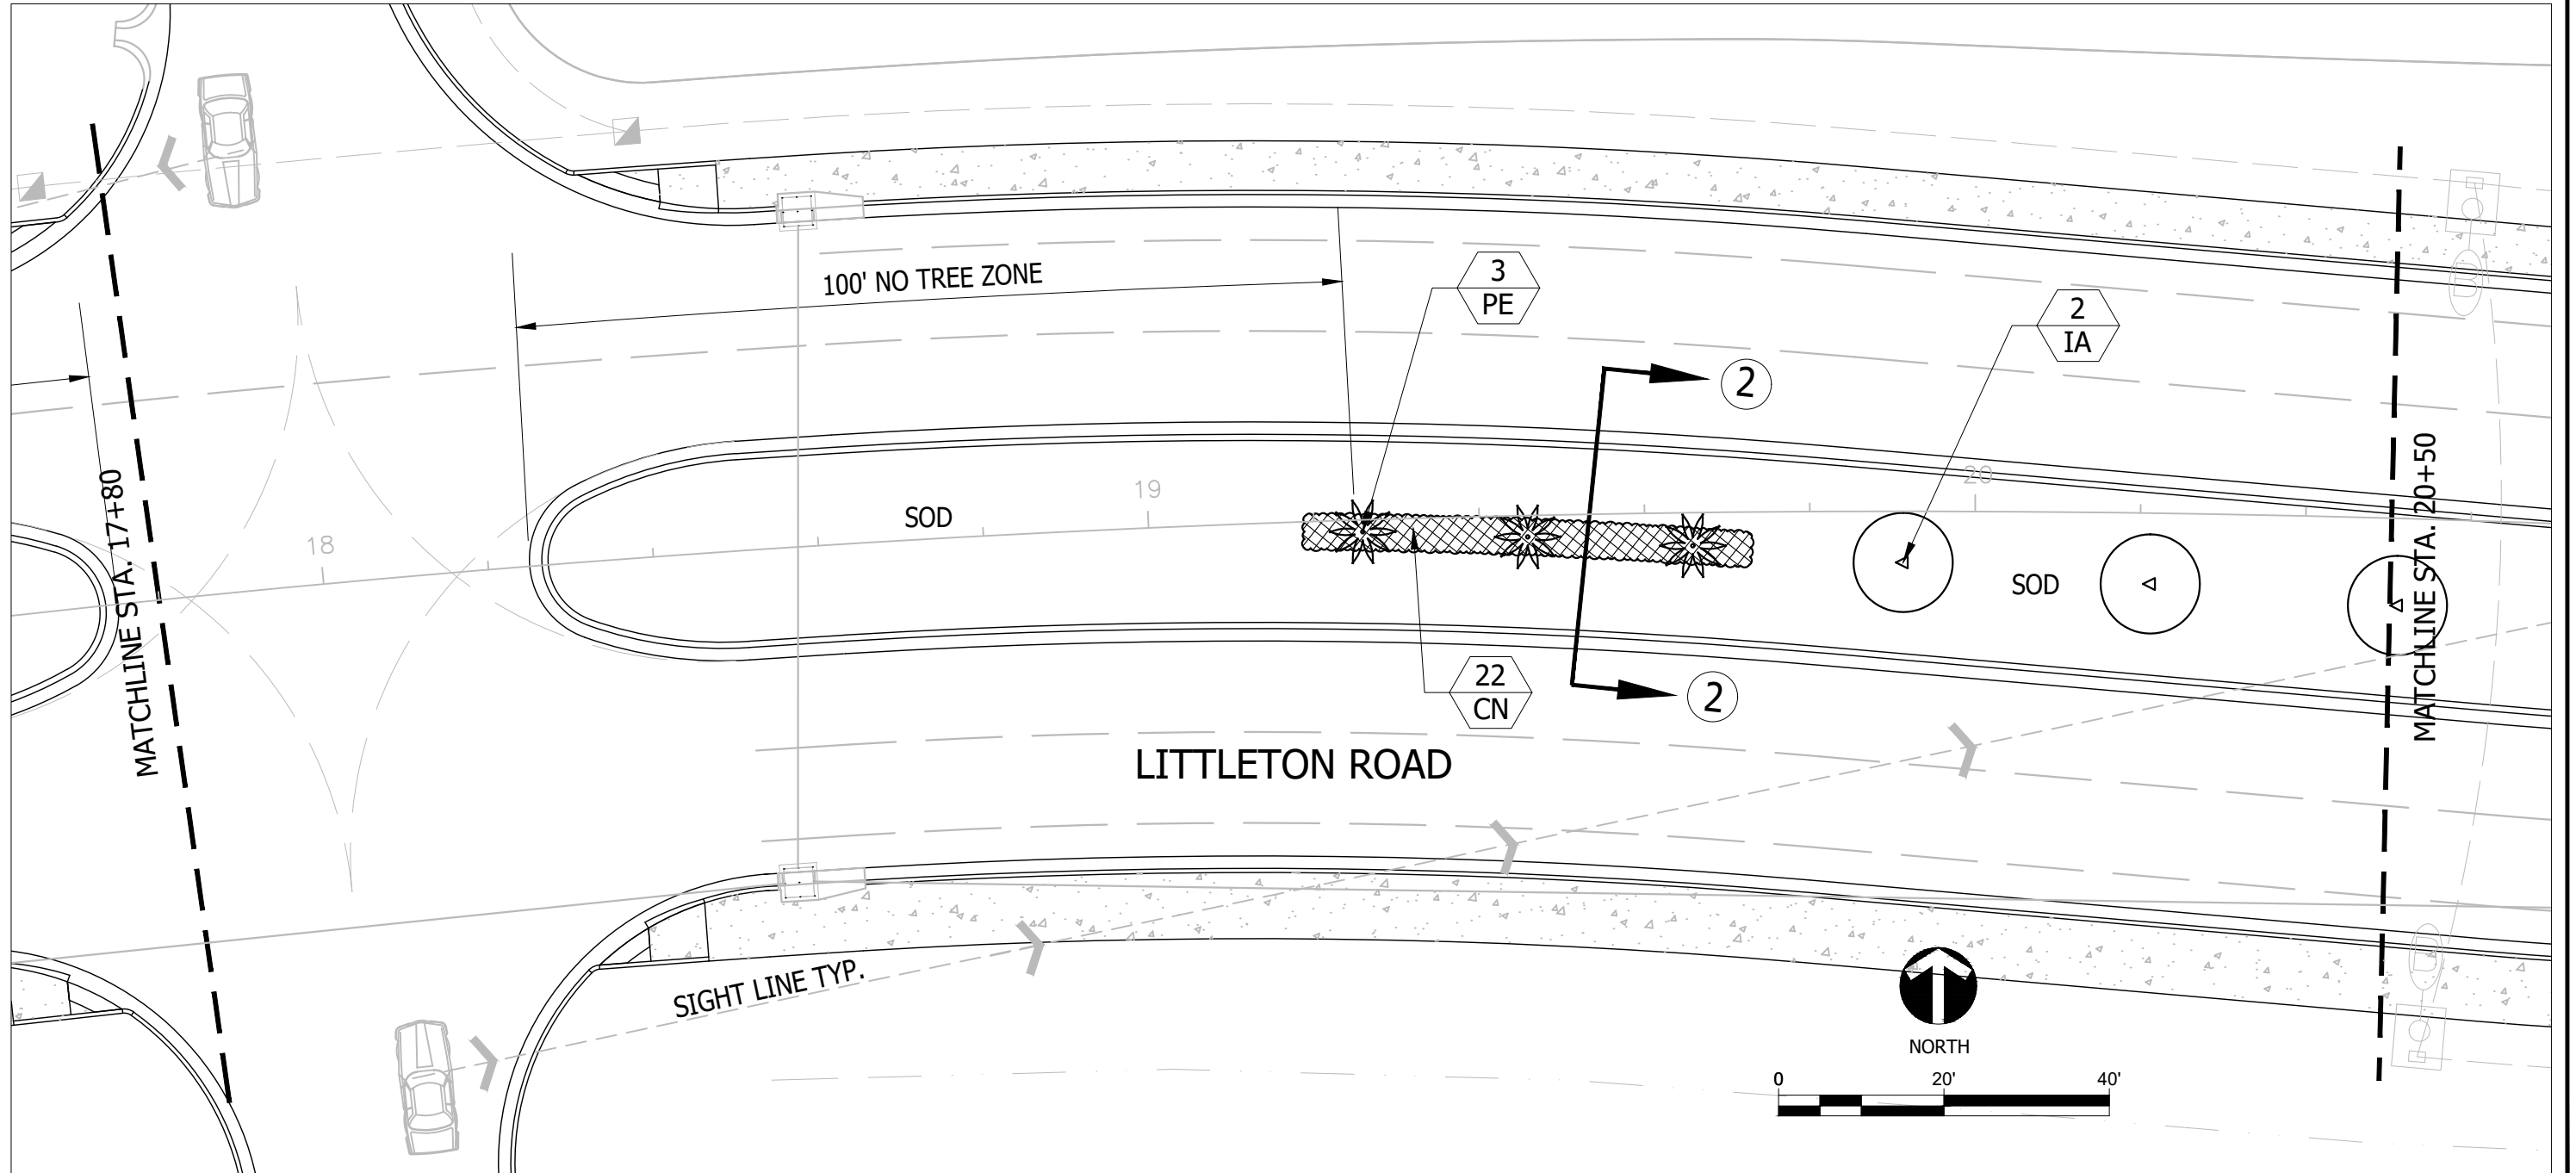 100' NO TREE ZONE
3
PE
2
IA
2
MATCHLINE STA. 17+80
18
SOD
19
20
SOD
MATCHLINE STA. 20+50
22
CN
2
LITTLETON ROAD
SIGHT LINE TYP.
NORTH
0 20' 40'